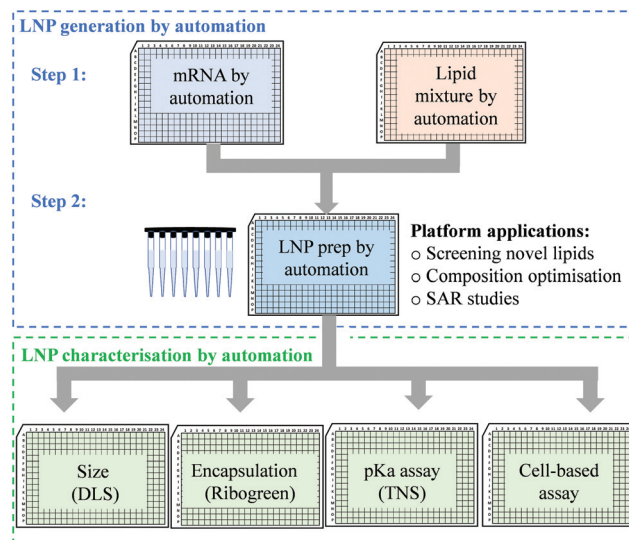 LNP generation by automation
Step 1:
mRNA by
automation
Lipid
mixture by
automation
Step 2:
LNP prep by
automation
Platform applications:
○ Screening novel lipids
○ Composition optimisation
○ SAR studies
LNP characterisation by automation
Size
(DLS)
Encapsulation
(Ribogreen)
pKa assay
(TNS)
Cell-based
assay